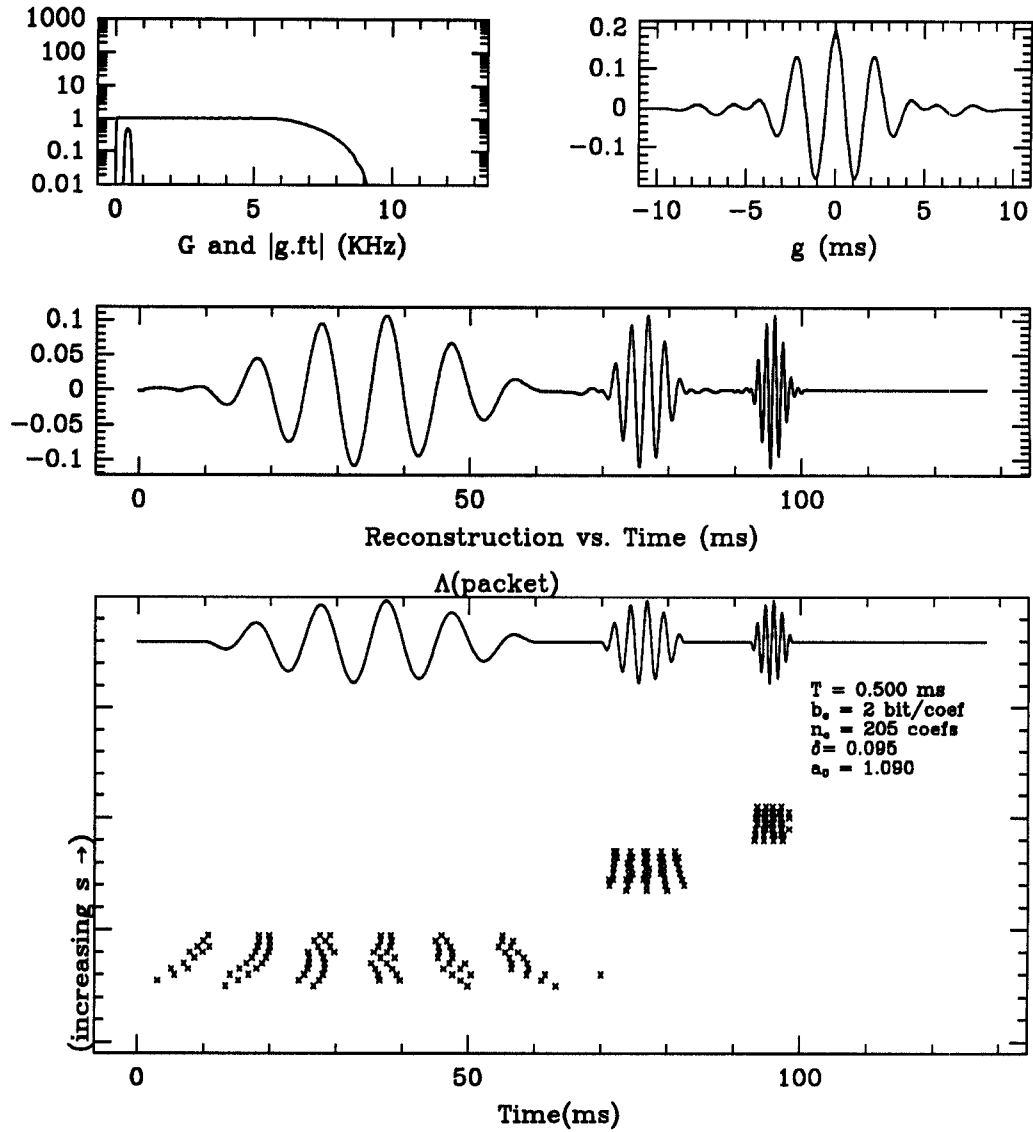 1000
100
10
1
0.1
0.01
0 5 10
G and |g.ft| (KHz)
0.2
0.1
0
-0.1
-10 -5 0 5 10
g (ms)
0.1
0.05
0
-0.05
-0.1
0 50 100
Reconstruction vs. Time (ms)
Λ(packet)
T = 0.500 ms
bₑ = 2 bit/coef
nₑ = 205 coefs
δ= 0.095
a₀ = 1.090
(increasing s →)
0 50 100
Time(ms)